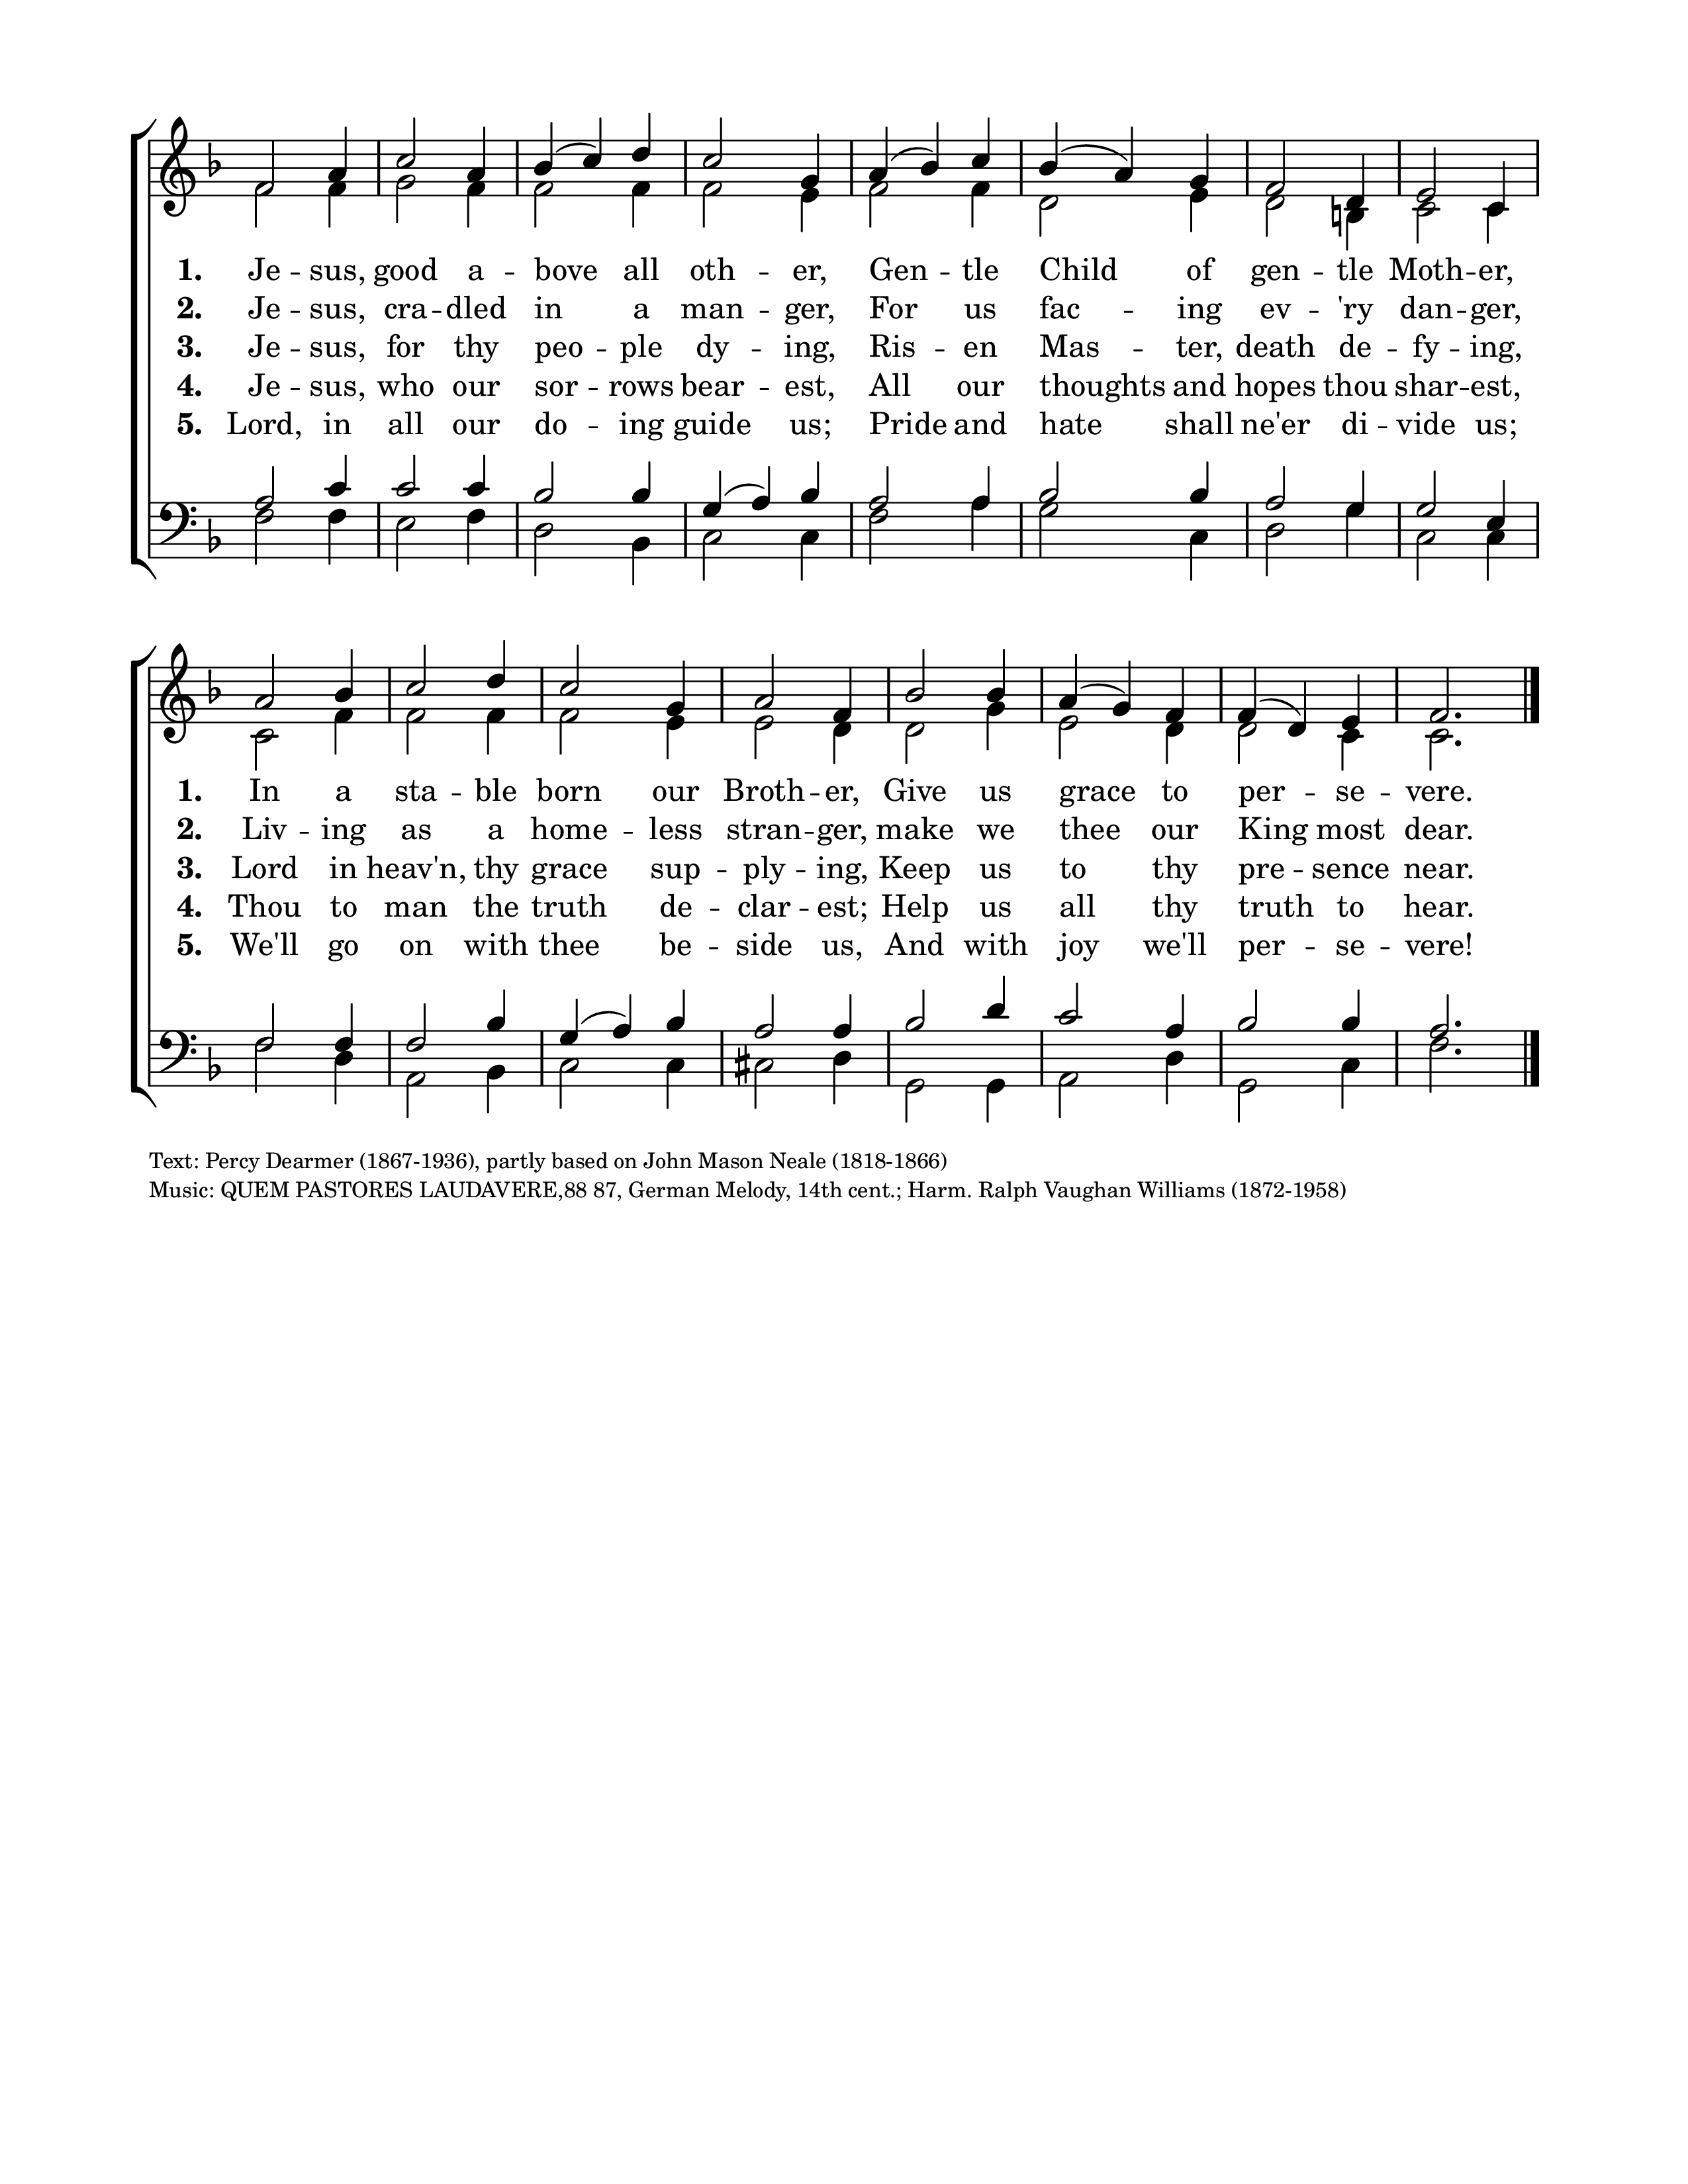 1. Je -- sus, good a -- bove all oth -- er, Gen -- tle Child of gen -- tle Moth -- er,
2. Je -- sus, cra -- dled in a man -- ger, For us fac -- ing ev -- 'ry dan -- ger,
3. Je -- sus, for thy peo -- ple dy -- ing, Ris -- en Mas -- ter, death de -- fy -- ing,
4. Je -- sus, who our sor -- rows bear -- est, All our thoughts and hopes thou shar -- est,
5. Lord, in all our do -- ing guide us; Pride and hate shall ne'er di -- vide us;
1. In a sta -- ble born our Broth -- er, Give us grace to per -- se -- vere.
2. Liv -- ing as a home -- less stran -- ger, make we thee our King most dear.
3. Lord in heav'n, thy grace sup -- ply -- ing, Keep us to thy pre -- sence near.
4. Thou to man the truth de -- clar -- est; Help us all thy truth to hear.
5. We'll go on with thee be -- side us, And with joy we'll per -- se -- vere!
Text: Percy Dearmer (1867-1936), partly based on John Mason Neale (1818-1866)
Music: QUEM PASTORES LAUDAVERE,88 87, German Melody, 14th cent.; Harm. Ralph Vaughan Williams (1872-1958)